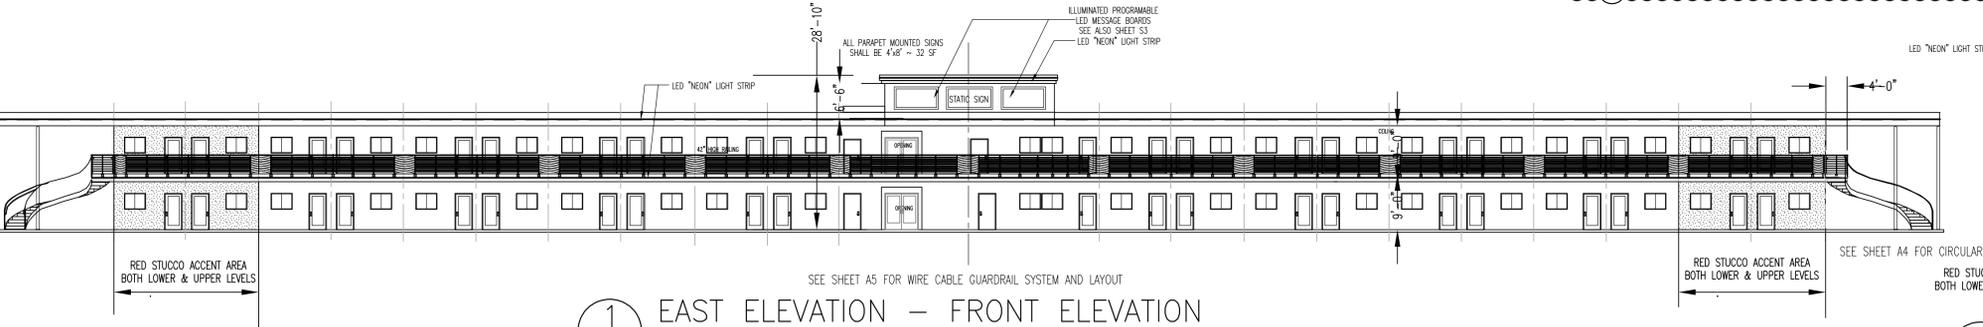 ILLUMINATED PROGRAMABLE
LED MESSAGE BOARDS
SEE ALSO SHEET S3
LED "NEON" LIGHT STRIP
28'-10"
ALL PARAPET MOUNTED SIGNS
SHALL BE 4'x8' ~ 32 SF
LED "NEON" LIGHT STRIP
6'-6"
STATIC SIGN
4'-0"
42" HIGH RAILING
OPENING
OPENING
9'-0"
RED STUCCO ACCENT AREA
BOTH LOWER & UPPER LEVELS
SEE SHEET A5 FOR WIRE CABLE GUARDRAIL SYSTEM AND LAYOUT
SEE SHEET A4 FOR CIRCULAR
RED STUCCO ACCENT AREA
BOTH LOWER & UPPER LEVELS
1
EAST ELEVATION – FRONT ELEVATION